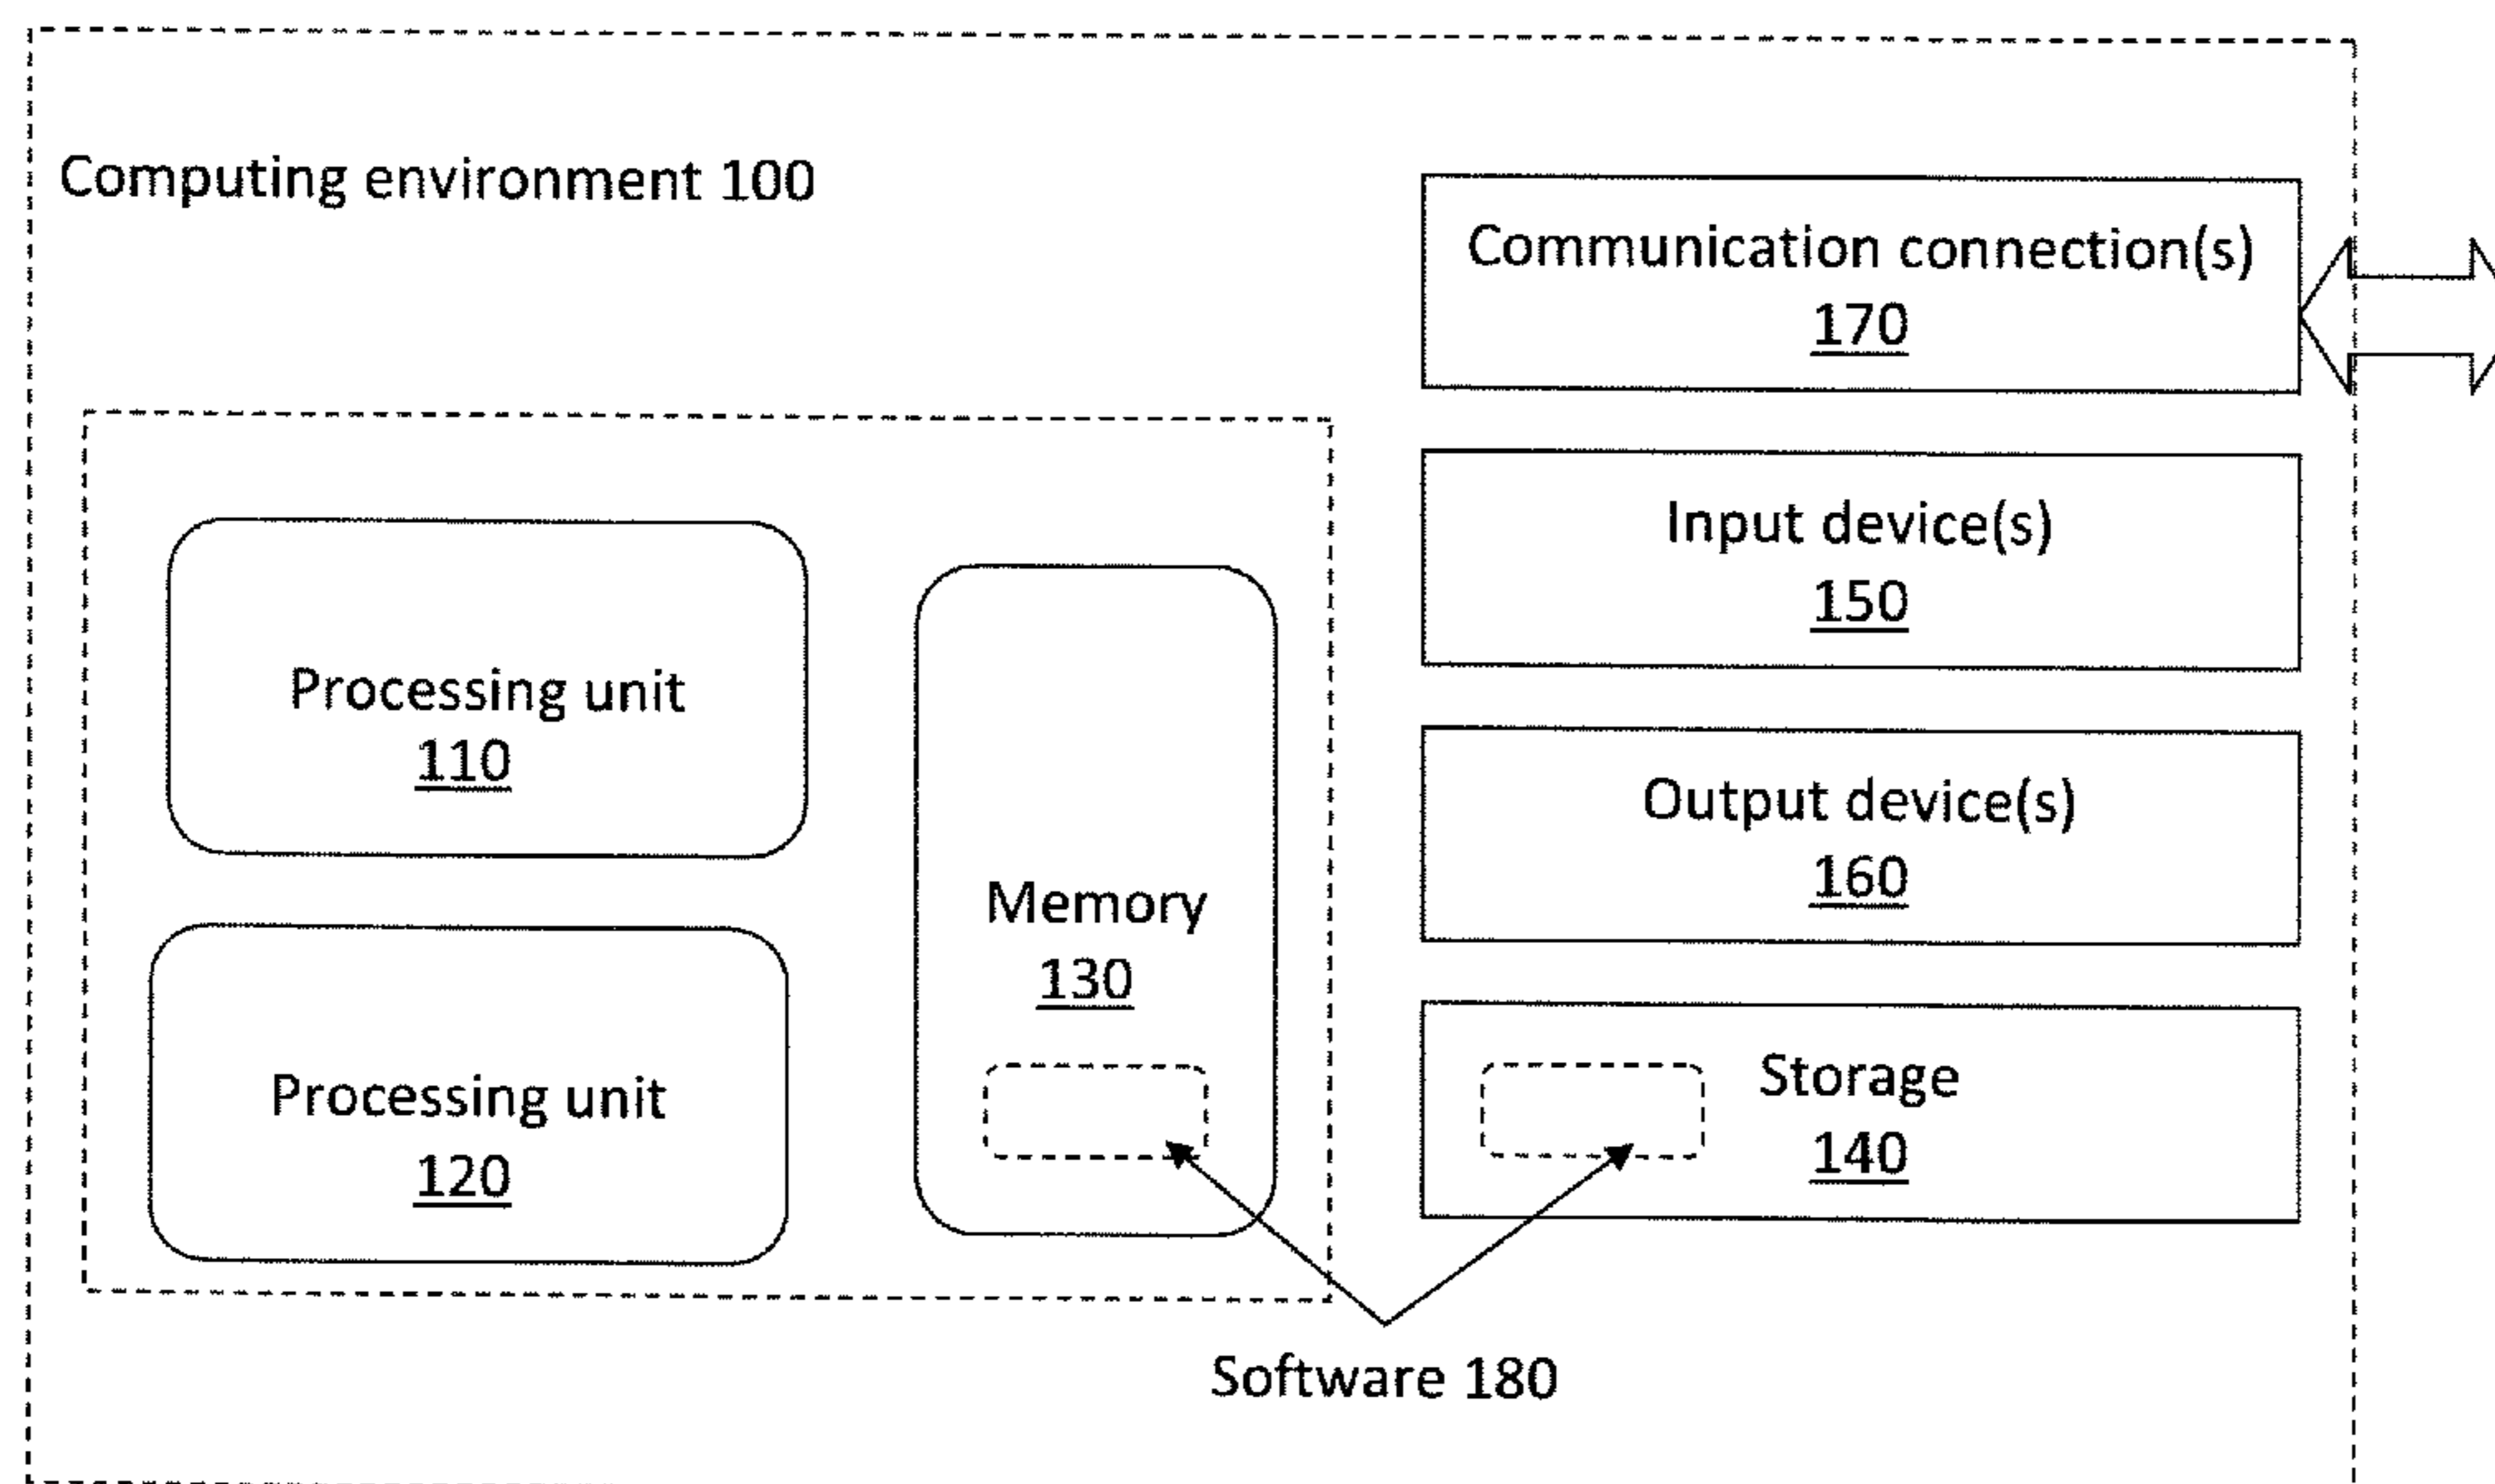 Computing environment 100
Communication connection(s)
170
Input device(s)
150
Processing unit
110
Output device(s)
160
Memory
130
Processing unit
120
Storage
140
Software 180